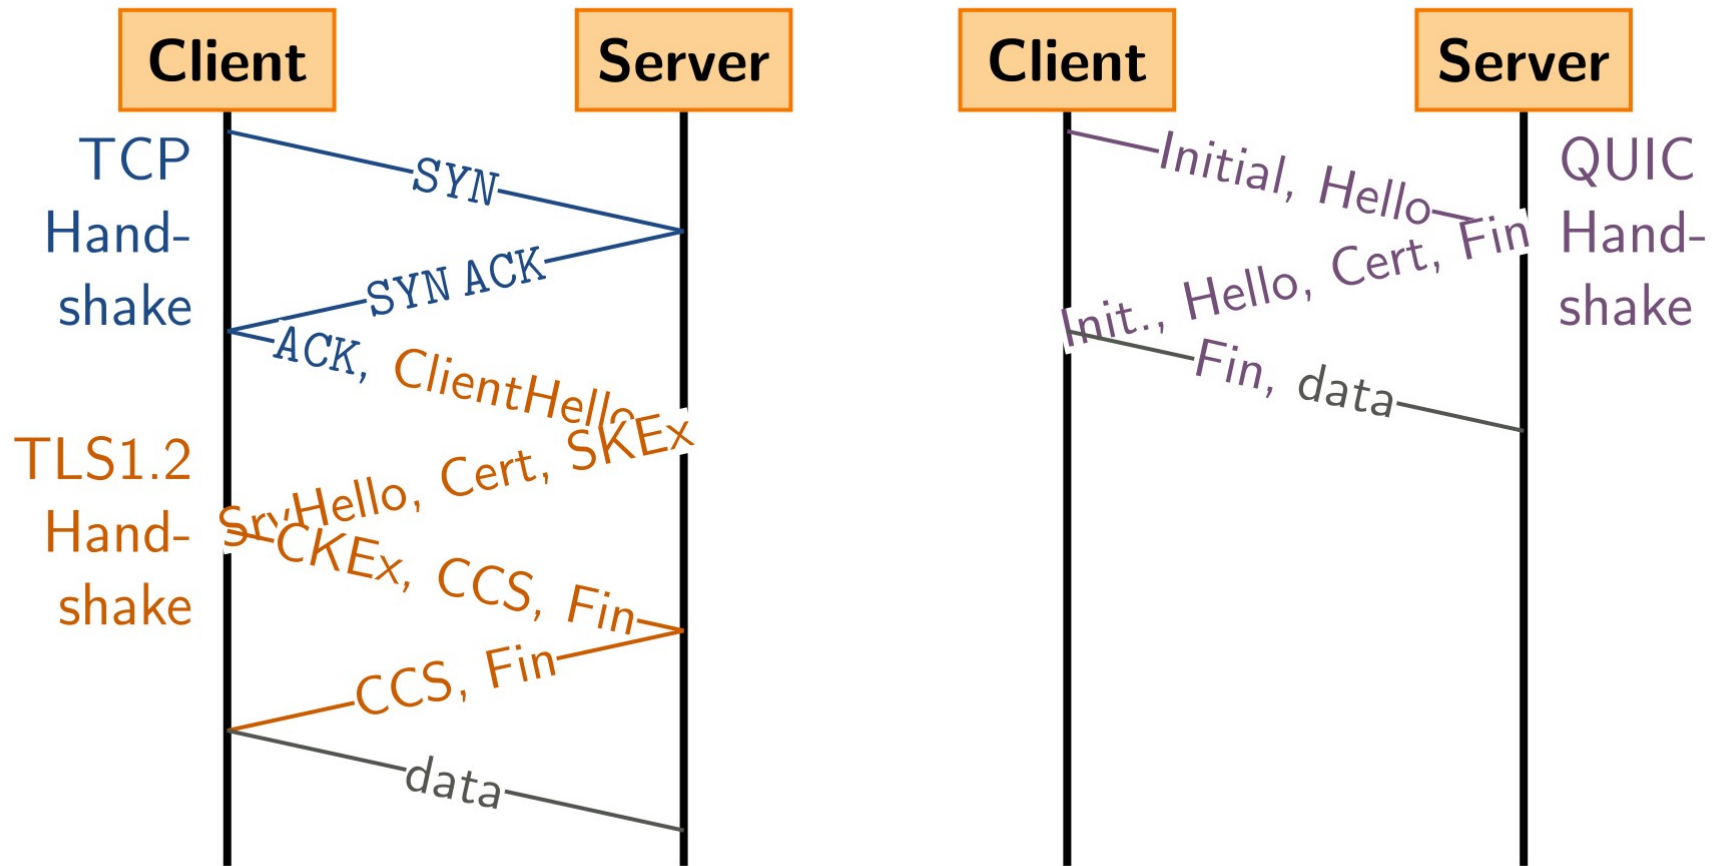 Client
Server
TCP
Hand-
shake
SYN
SYN ACK
ACK, ClientHello
TLS1.2
Hand-
shake
SrvHello, Cert, SKEx
CKEx, CCS, Fin
CCS, Fin
data
Client
Server
Initial, Hello
QUIC
Hand-
shake
Init., Hello, Cert, Fin
Fin, data